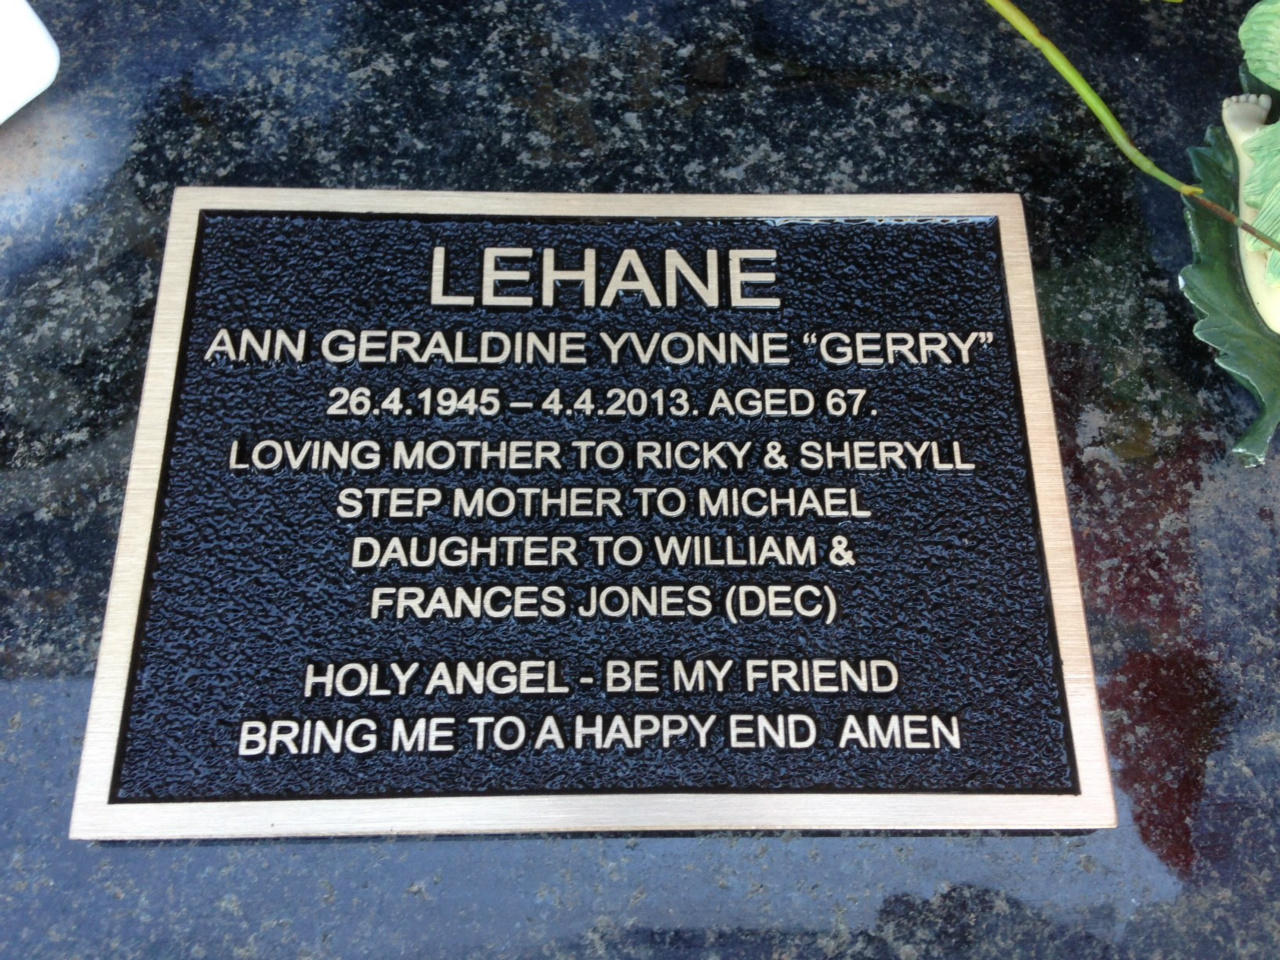 LEHANE
ANN GERALDINE YVONNE “GERRY”
26.4.1945 – 4.4.2013. AGED 67.
LOVING MOTHER TO RICKY & SHERYLL
STEP MOTHER TO MICHAEL
DAUGHTER TO WILLIAM &
FRANCES JONES (DEC)
HOLY ANGEL - BE MY FRIEND
BRING ME TO A HAPPY END AMEN